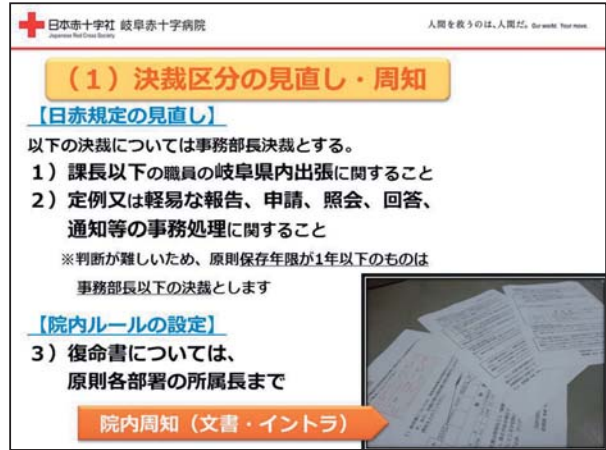 日本赤十字社 岐阜赤十字病院
Japanese Red Cross Society
人間を救うのは、人間だ。Our world. Your move.
（1）決裁区分の見直し・周知
【日赤規定の見直し】
以下の決裁については事務部長決裁とする。
1）課長以下の職員の岐阜県内出張に関すること
2）定例又は軽易な報告、申請、照会、回答、
通知等の事務処理に関すること
※判断が難しいため、原則保存年限が1年以下のものは
事務部長以下の決裁とします
【院内ルールの設定】
3）復命書については、
原則各部署の所属長まで
院内周知（文書・イントラ）